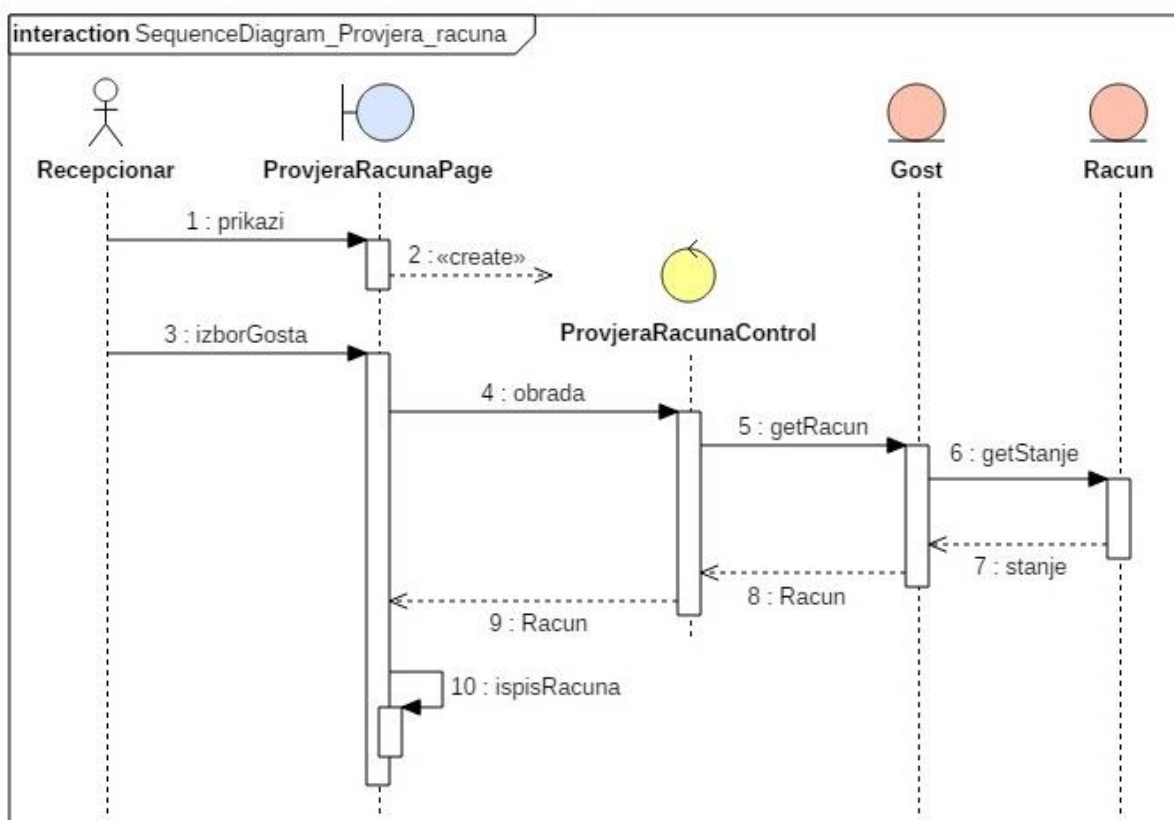 interaction SequenceDiagram_Provjera_racuna
Recepcionar
ProvjeraRacunaPage
Gost
Racun
1 : prikazi
2 : «create»
ProvjeraRacunaControl
3 : izborGosta
4 : obrada
5 : getRacun
6 : getStanje
7 : stanje
8 : Racun
9 : Racun
10 : ispisRacuna